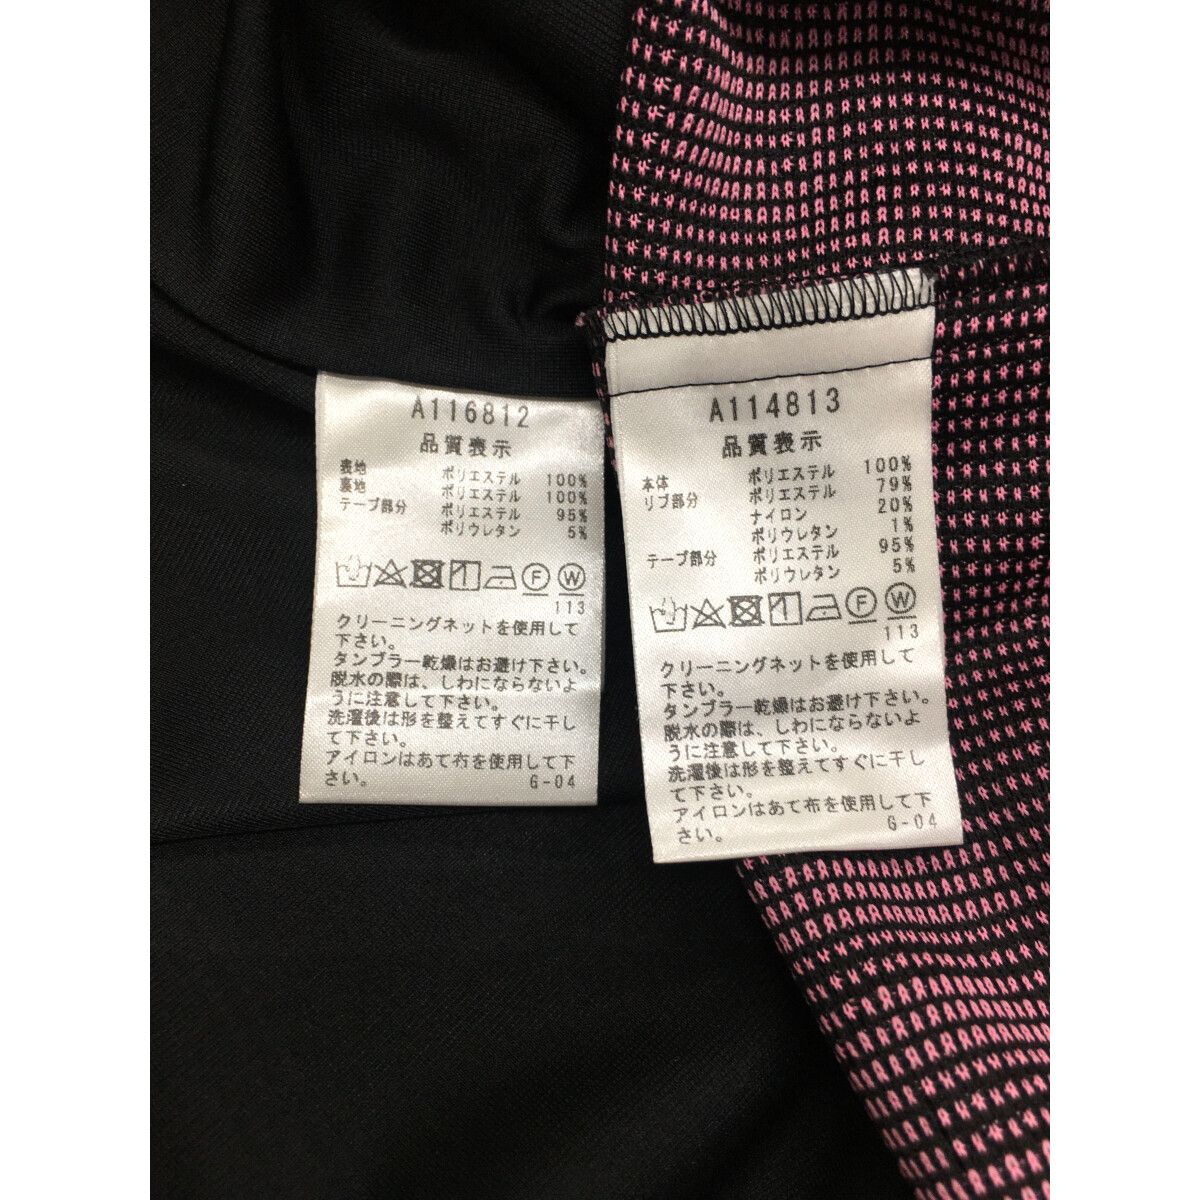 A116812
品質表示
表地 ポリエステル 100%
裏地 ポリエステル 100%
テープ部分 ポリエステル 95%
ポリウレタン 5%
F W
113
クリーニングネットを使用して
下さい。
タンブラー乾燥はお避け下さい。
脱水の際は、しわにならないよ
うに注意して下さい。
洗濯後は形を整えてすぐに干し
て下さい。
アイロンはあて布を使用して下
さい。 G-04
A114813
品質表示
本体 ポリエステル 100%
リブ部分 ポリエステル 79%
ナイロン 20%
ポリウレタン 1%
テープ部分 ポリエステル 95%
ポリウレタン 5%
F W
113
クリーニングネットを使用して
下さい。
タンブラー乾燥はお避け下さい。
脱水の際は、しわにならないよ
うに注意して下さい。
洗濯後は形を整えてすぐに干し
て下さい。
アイロンはあて布を使用して下
さい。 G-04